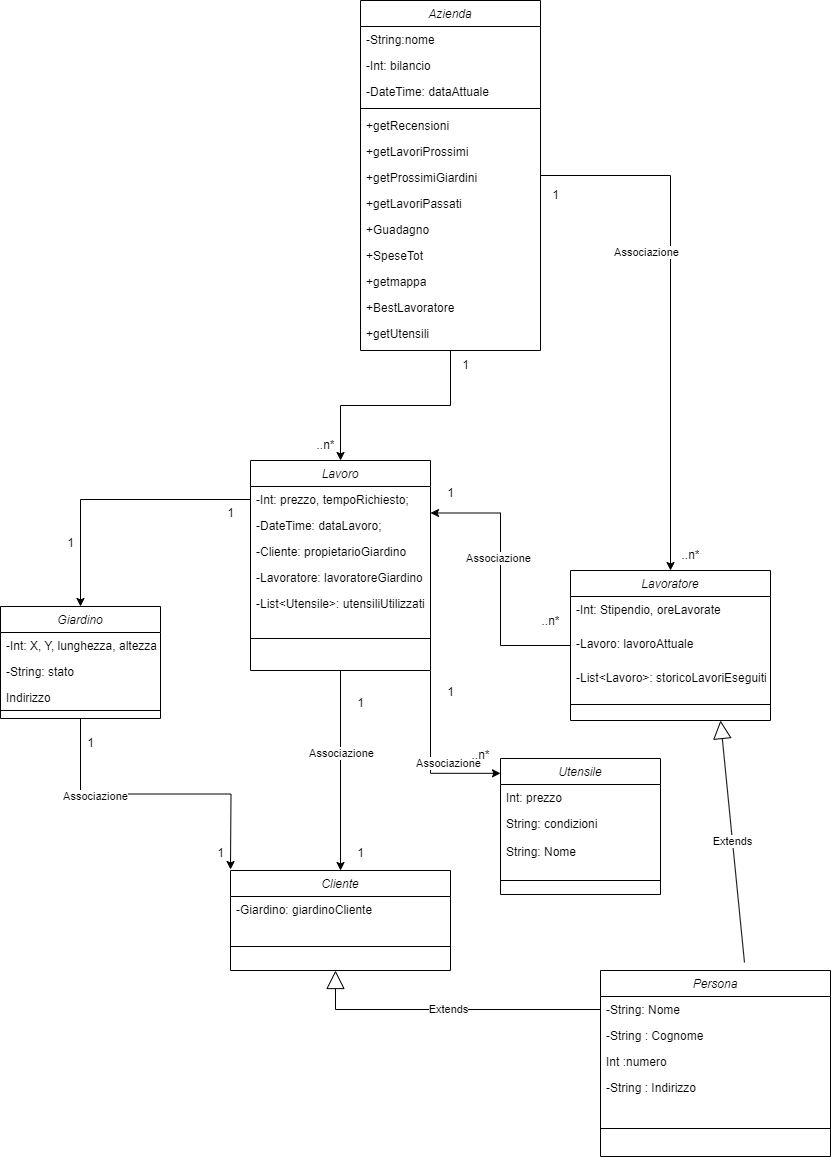 Azienda
-String:nome
-Int: bilancio
-DateTime: dataAttuale
+getRecensioni
+getLavoriProssimi
+getProssimiGiardini
+getLavoriPassati
+Guadagno
+SpeseTot
+getmappa
+BestLavoratore
+getUtensili
1
Associazione
1
..n*
..n*
Lavoro
-Int: prezzo, tempoRichiesto;
-DateTime: dataLavoro;
-Cliente: propietarioGiardino
-Lavoratore: lavoratoreGiardino
-List<Utensile>: utensiliUtilizzati
1
1
1
Associazione
..n*
Lavoratore
-Int: Stipendio, oreLavorate
-Lavoro: lavoroAttuale
-List<Lavoro>: storicoLavoriEseguiti
Giardino
-Int: X, Y, lunghezza, altezza
-String: stato
Indirizzo
1
Associazione
1
1
Associazione
1
1
Associazione
..n*
Utensile
Int: prezzo
String: condizioni
String: Nome
Extends
Cliente
-Giardino: giardinoCliente
Extends
Persona
-String: Nome
-String : Cognome
Int :numero
-String : Indirizzo